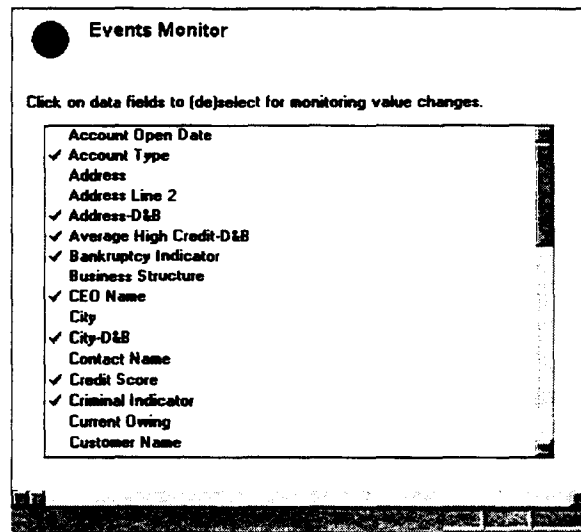 Events Monitor
Click on data fields to (de)select for monitoring value changes.
Account Open Date
✓ Account Type
Address
Address Line 2
✓ Address-D&B
✓ Average High Credit-D&B
✓ Bankruptcy Indicator
Business Structure
✓ CEO Name
City
✓ City-D&B
Contact Name
✓ Credit Score
✓ Criminal Indicator
Current Owing
Customer Name